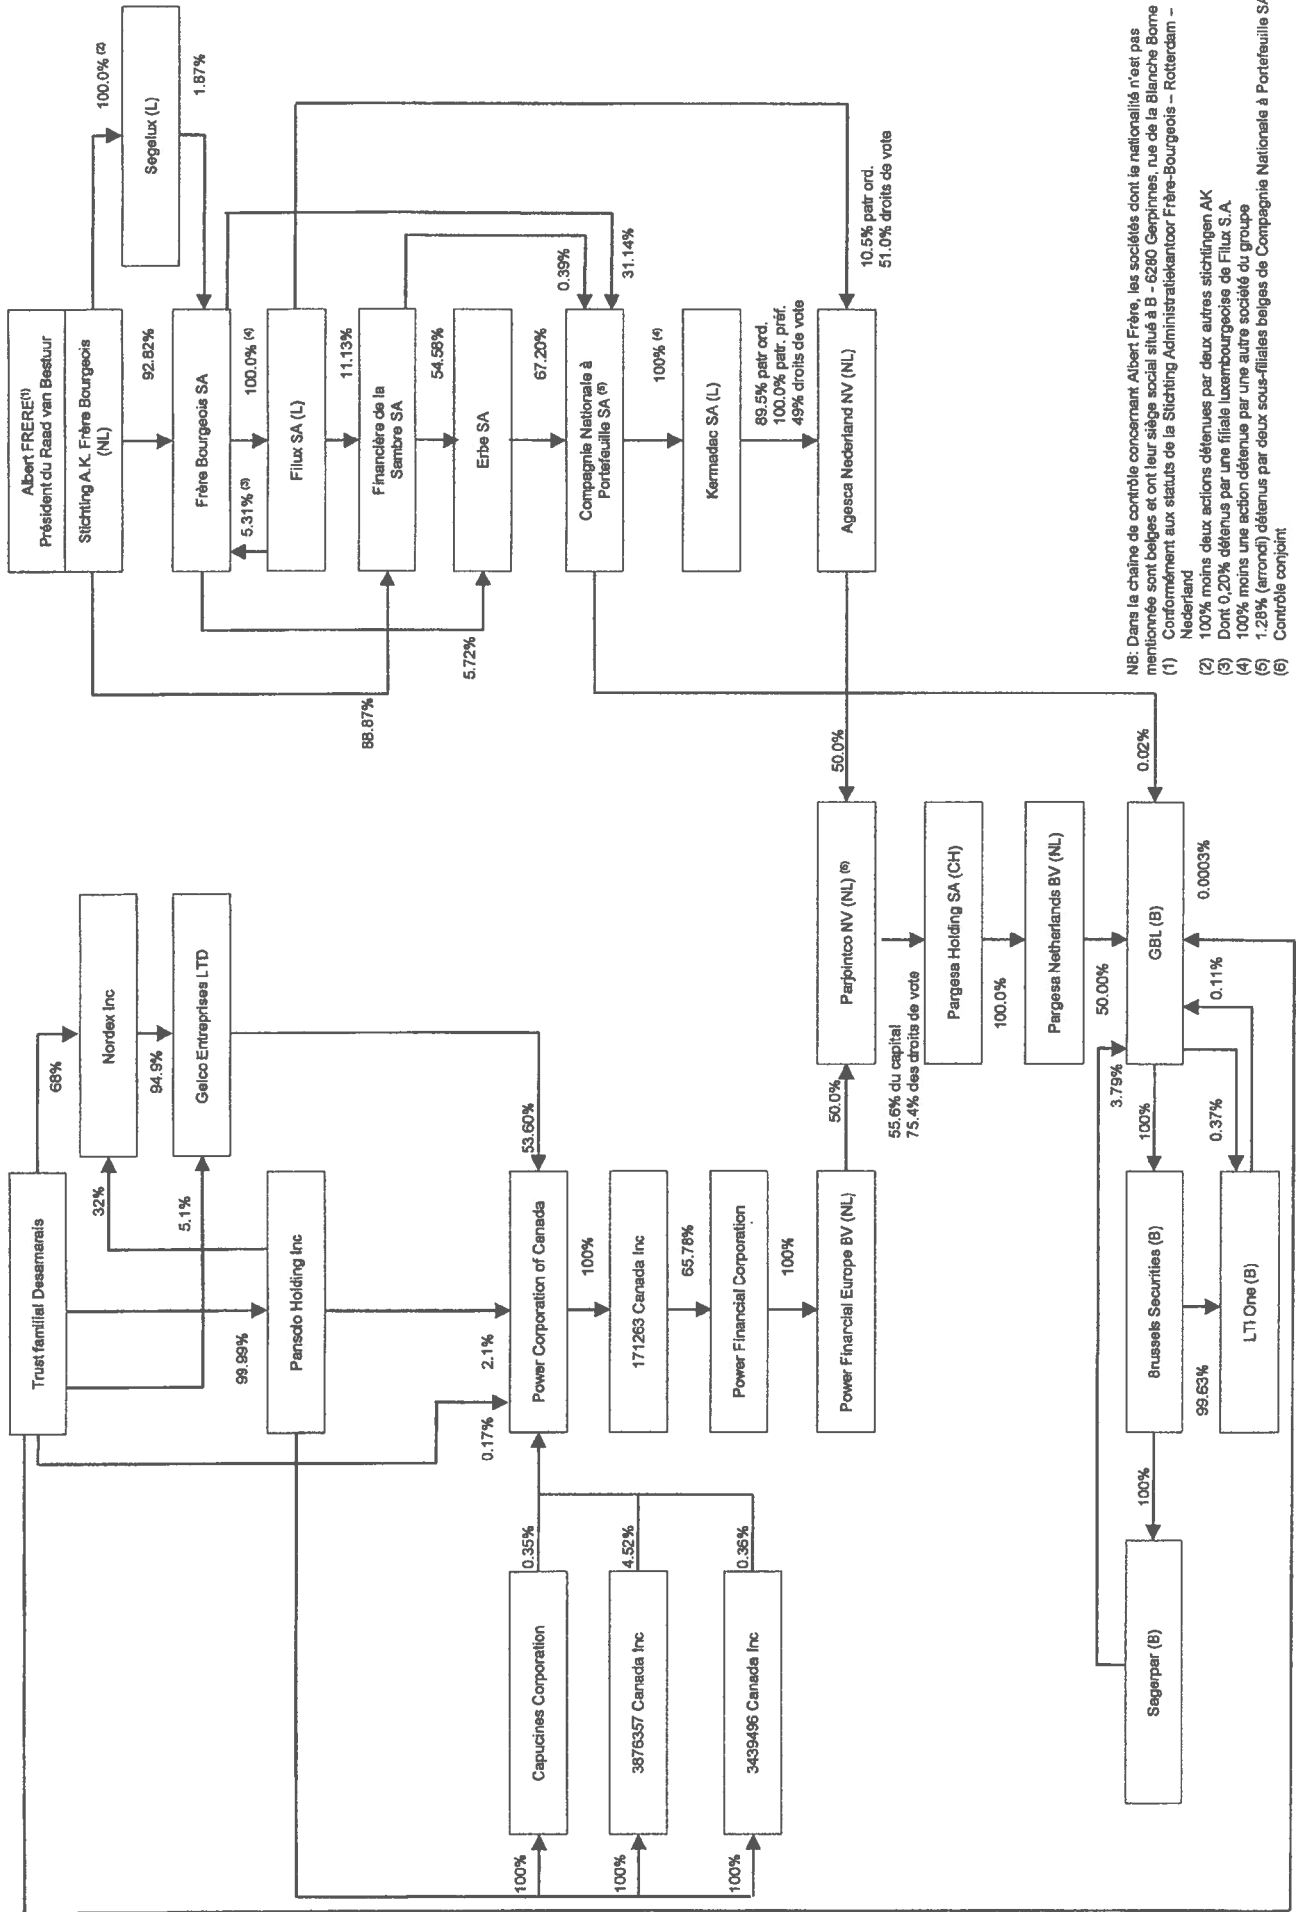 Trust familial Desamarais
68%
Nordex Inc
32%
94.9%
Gelco Entreprises LTD
5.1%
99.99%
Pansolo Holding Inc
53.60%
2.1%
0.17%
Power Corporation of Canada
Capucines Corporation
0.35%
100%
3876357 Canada Inc
4.52%
100%
3439496 Canada Inc
0.36%
100%
100%
171263 Canada Inc
65.78%
Power Financial Corporation
100%
Power Financial Europe BV (NL)
50.0%
Albert FRERE(1)
Président du Raad van Bestuur
Stichting A.K. Frère Bourgeois
(NL)
100.0% (2)
Segelux (L)
1.87%
92.82%
Frère Bourgeois SA
5.31% (3)
100.0% (4)
Filux SA (L)
11.13%
88.87%
Financière de la
Sambre SA
54.58%
5.72%
Erbe SA
67.20%
0.39%
31.14%
Compagnie Nationale à
Portefeuille SA (5)
100% (4)
Kermadac SA (L)
89.5% patr ord.
100.0% patr. préf.
49% droits de vote
10.5% patr ord.
51.0% droits de vote
Agesca Nederland NV (NL)
50.0%
Parjointco NV (NL) (6)
55.6% du capital
75.4% des droits de vote
Pargesa Holding SA (CH)
100.0%
Pargesa Netherlands BV (NL)
50.00%
0.02%
3.79%
GBL (B)
0.0003%
0.11%
100%
0.37%
Brussels Securities (B)
99.63%
LTI One (B)
100%
Sagerpar (B)
NB: Dans la chaîne de contrôle concernant Albert Frère, les sociétés dont la nationalité n'est pas
mentionnée sont belges et ont leur siège social situé à B - 6280 Gerpinnes, rue de la Blanche Borne
(1) Conformément aux statuts de la Stichting Administratiekantoor Frère-Bourgeois – Rotterdam –
Nederland
(2) 100% moins deux actions détenues par deux autres stichtingen AK
(3) Dont 0,20% détenus par une filiale luxembourgeoise de Filux S.A.
(4) 100% moins une action détenue par une autre société du groupe
(5) 1.28% (arrondi) détenus par deux sous-filiales belges de Compagnie Nationale à Portefeuille SA
(6) Contrôle conjoint